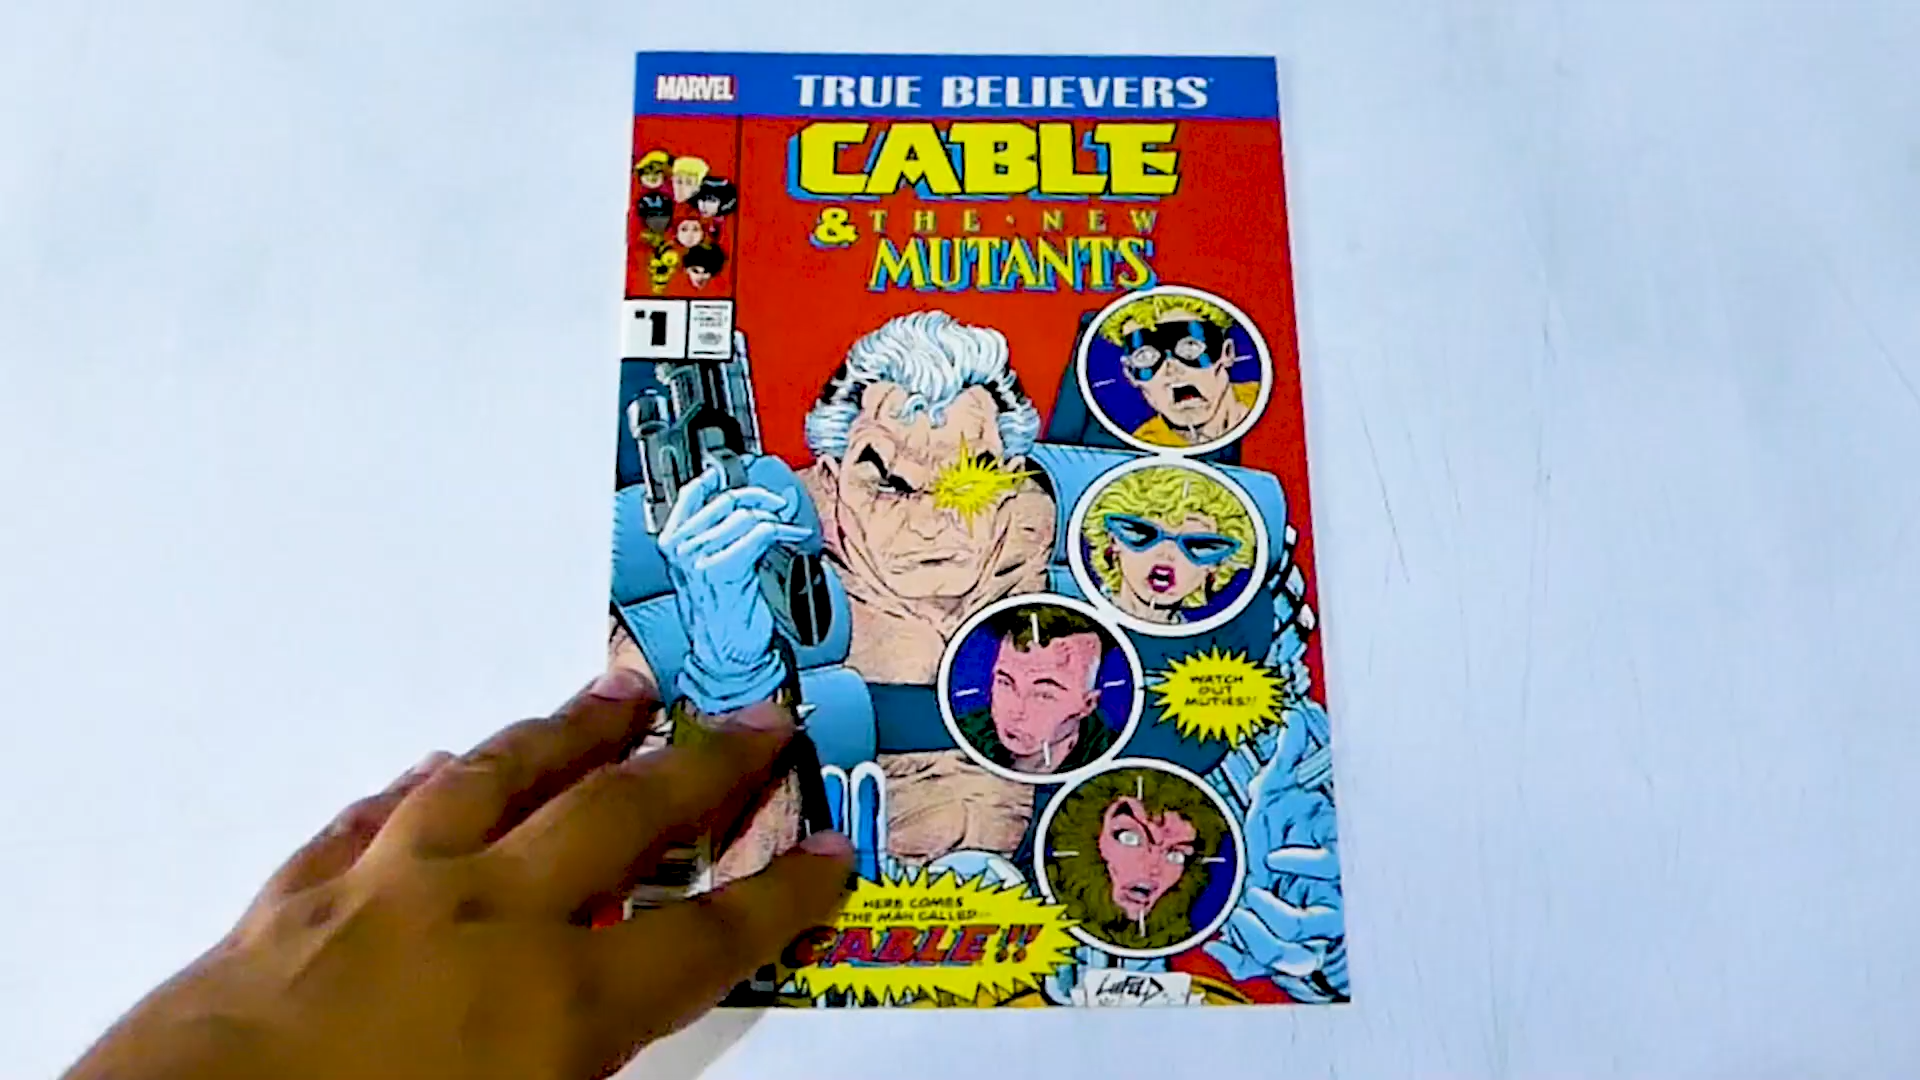 MARVEL
TRUE BELIEVERS
CABLE
& THE · NEW
MUTANTS
#1
WATCH
OUT
MUTIES!!
HERE COMES
THE MAN CALLED--
CABLE!!
LIEFELD